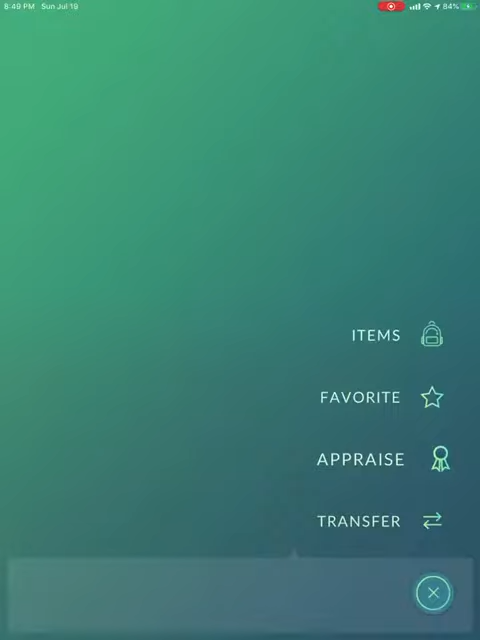 8:49 PM Sun Jul 19 84%
ITEMS
FAVORITE
APPRAISE
TRANSFER